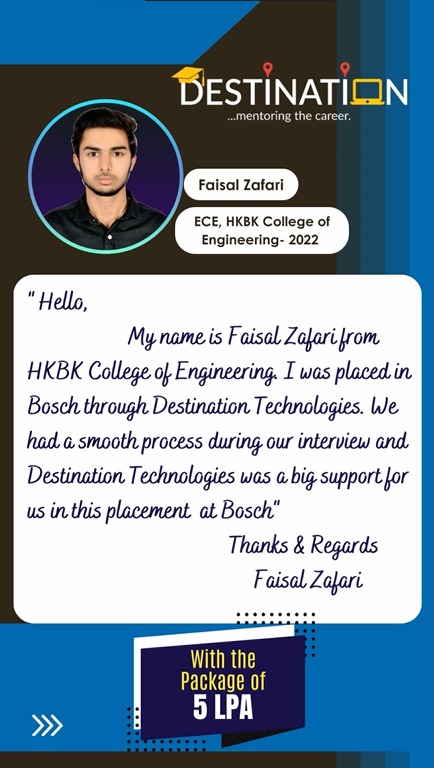 DESTINATION
...mentoring the career.
Faisal Zafari
ECE, HKBK College of
Engineering- 2022
" Hello,
My name is Faisal Zafari from
HKBK College of Engineering. I was placed in
Bosch through Destination Technologies. We
had a smooth process during our interview and
Destination Technologies was a big support for
us in this placement at Bosch"
Thanks & Regards
Faisal Zafari
With the
Package of
5 LPA